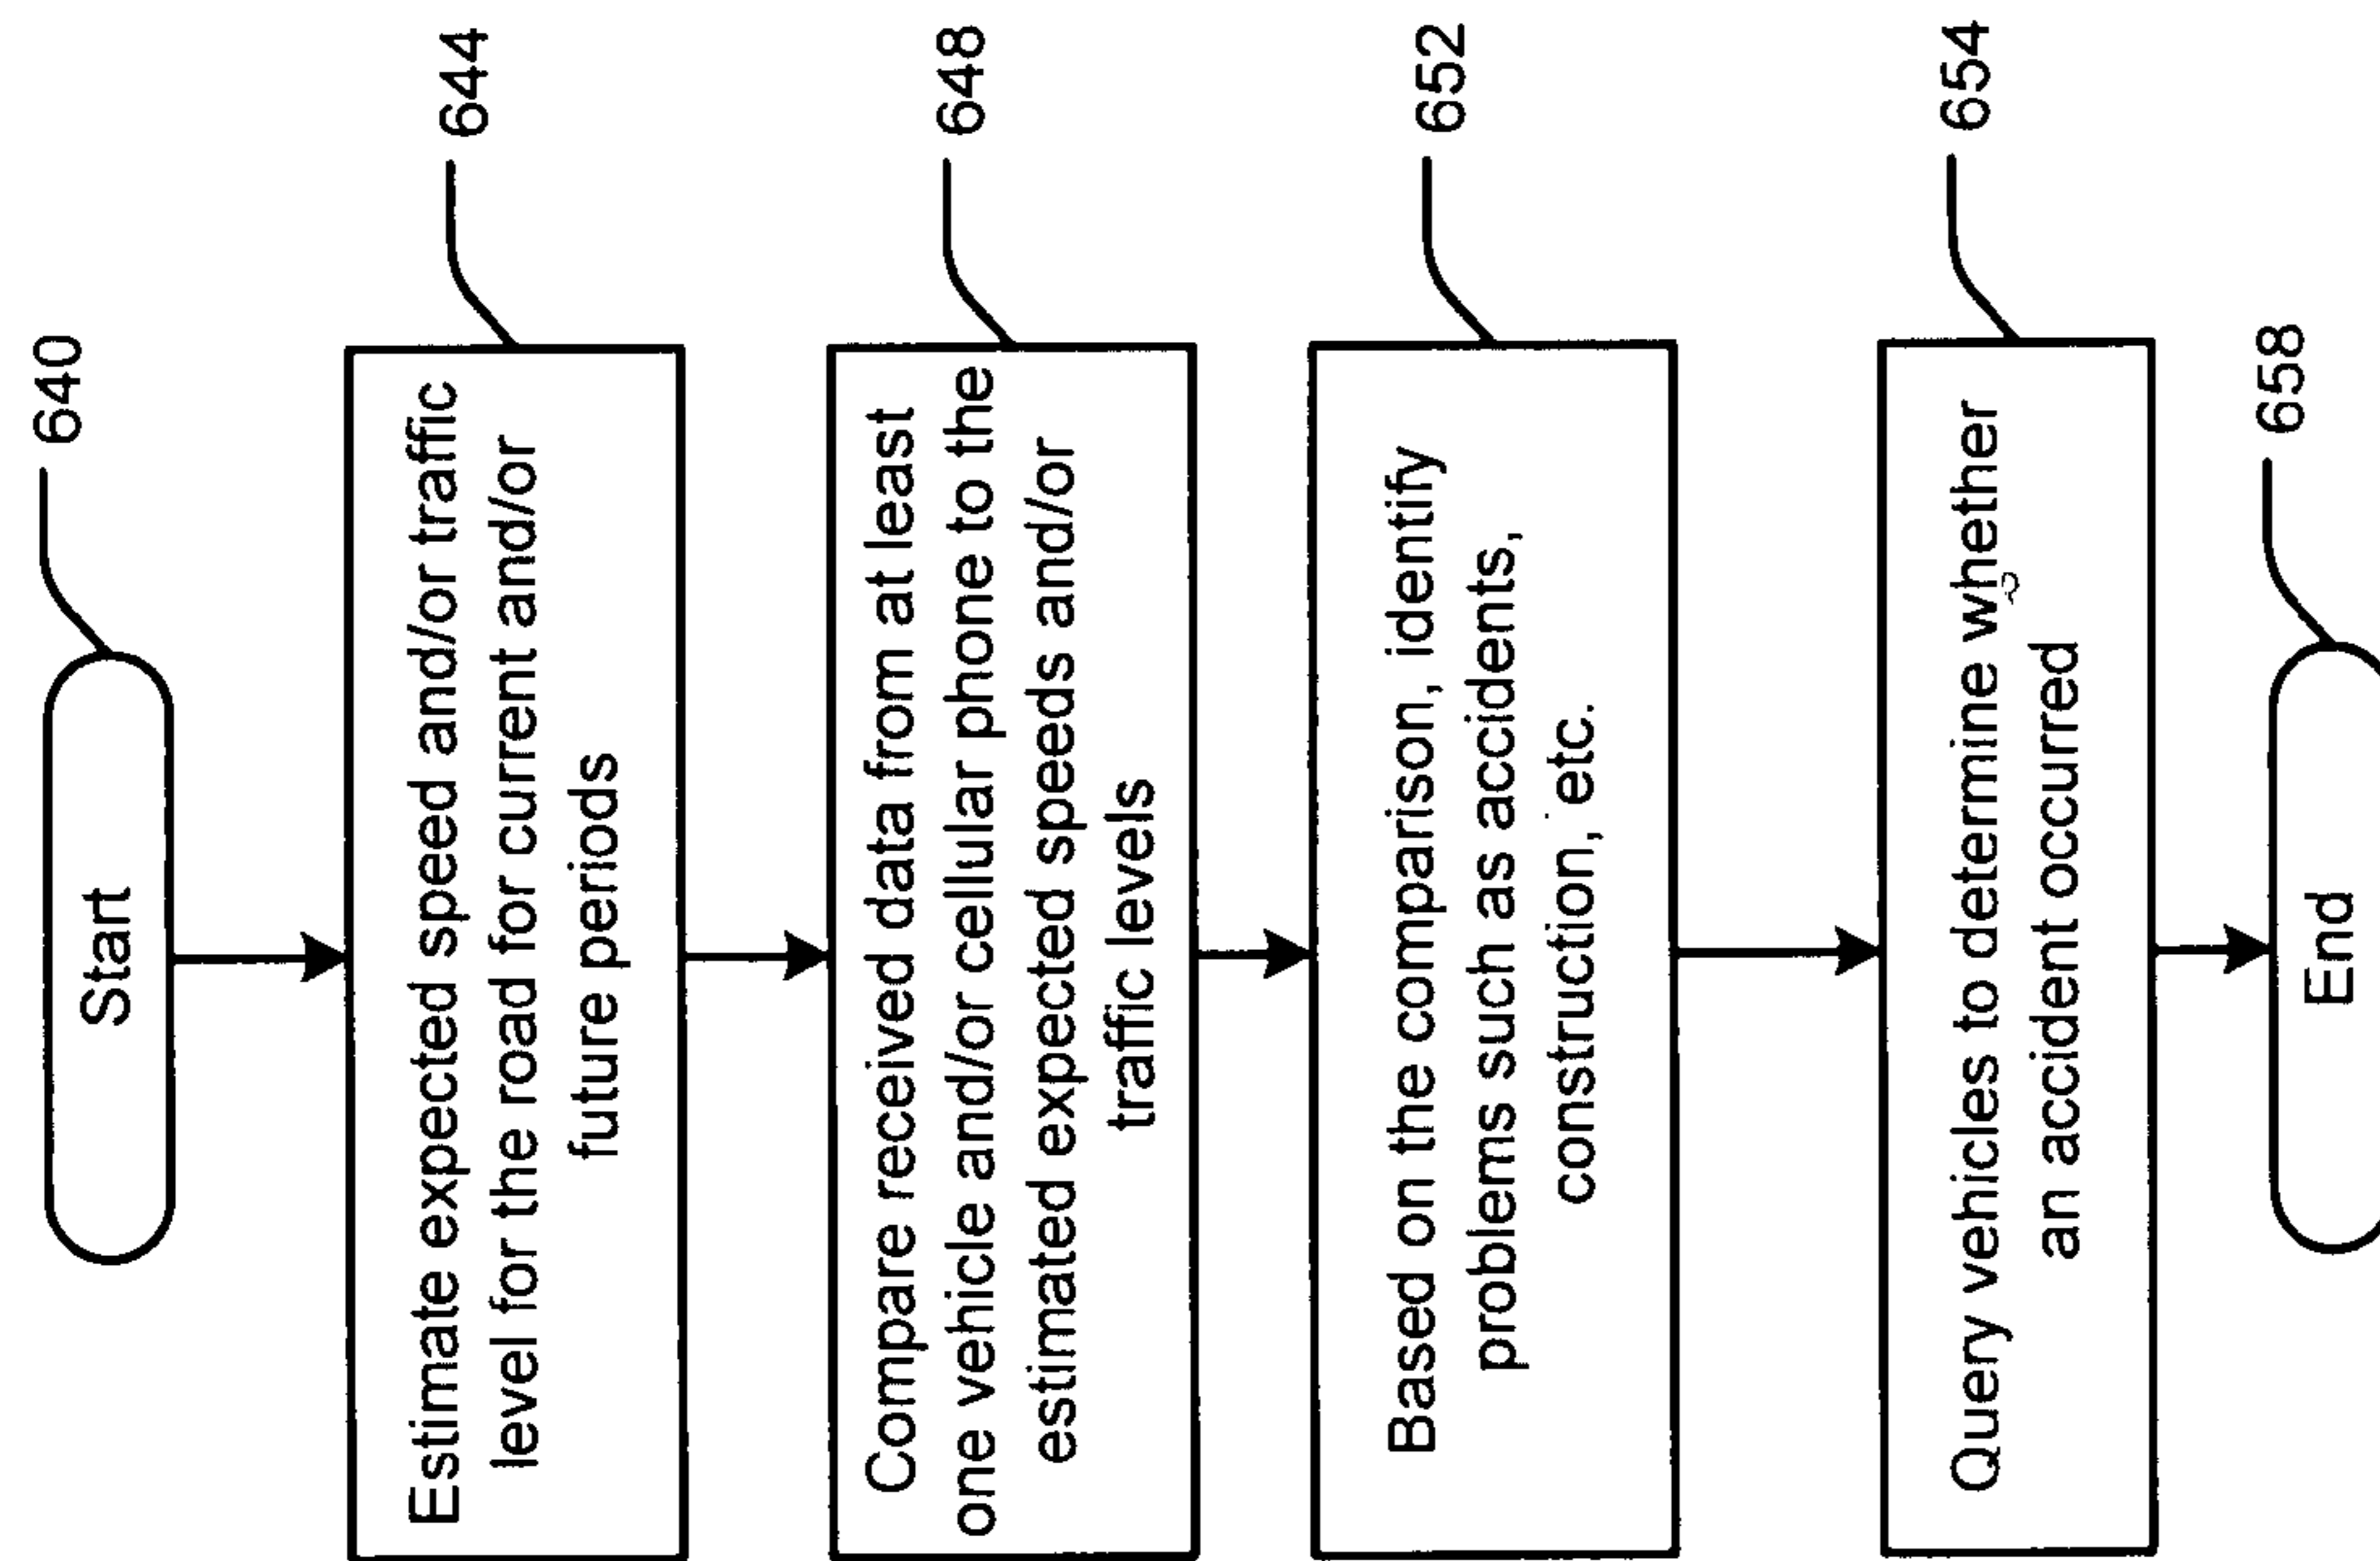 640
Start
644
Estimate expected speed and/or traffic
level for the road for current and/or
future periods
648
Compare received data from at least
one vehicle and/or cellular phone to the
estimated expected speeds and/or
traffic levels
652
Based on the comparison, identify
problems such as accidents,
construction, etc.
654
Query vehicles to determine whether
an accident occurred
658
End